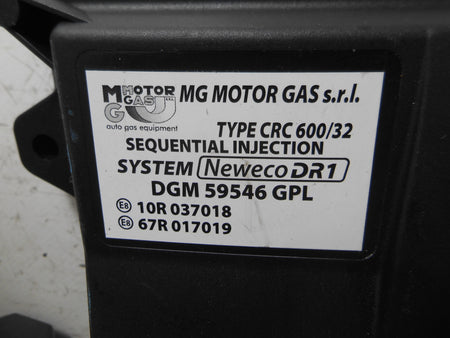 MOTOR GAS
auto gas equipment
MG MOTOR GAS s.r.l.
TYPE CRC 600/32
SEQUENTIAL INJECTION
SYSTEM Neweco DR1
DGM 59546 GPL
E8 10R 037018
E8 67R 017019